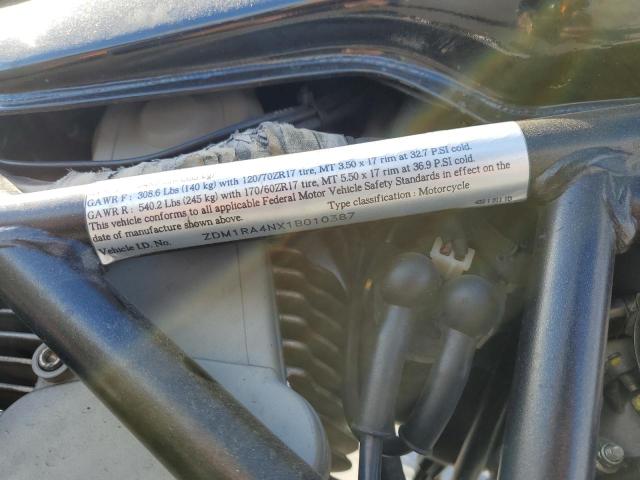 GAWR F : 308.6 Lbs (140 kg) with 120/70ZR17 tire, MT 3.50 x 17 rim at 32.7 P.SI cold.
GAWR R : 540.2 Lbs (245 kg) with 170/60ZR17 tire, MT 5.50 x 17 rim at 36.9 P.SI cold.
This vehicle conforms to all applicable Federal Motor Vehicle Safety Standards in effect on the
date of manufacture shown above. Type classification : Motorcycle
Vehicle I.D. No. ZDM1RA4NX1B010387